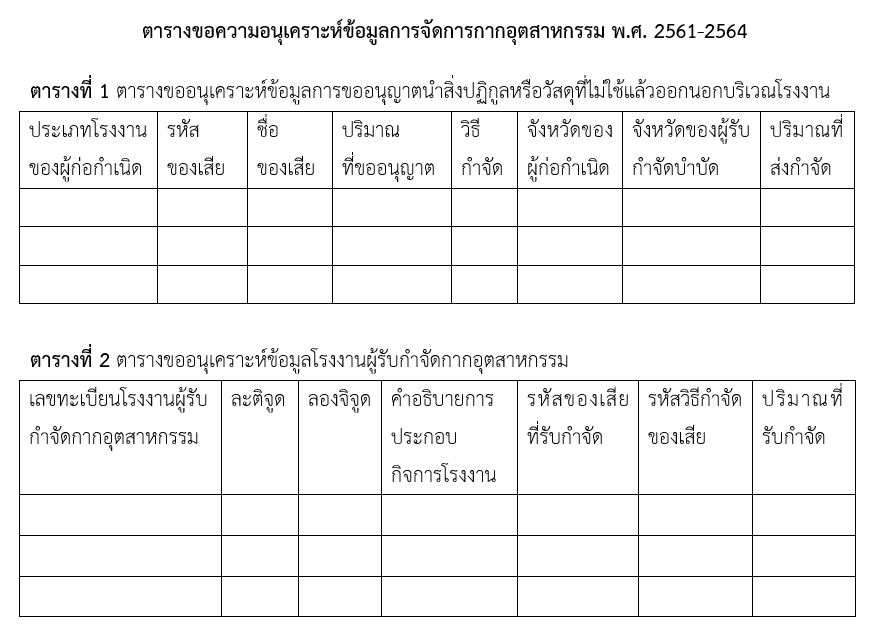 ตารางขอความอนุเคราะห์ข้อมูลการจัดการกากอุตสาหกรรม พ.ศ. 2561-2564
ตารางที่ 1 ตารางขออนุเคราะห์ข้อมูลการขออนุญาตนำสิ่งปฏิกูลหรือวัสดุที่ไม่ใช้แล้วออกนอกบริเวณโรงงาน
ประเภทโรงงาน รหัส ชื่อ ปริมาณ วิธี จังหวัดของ จังหวัดของผู้รับ ปริมาณที่
ของผู้ก่อกำเนิด ของเสีย ของเสีย ที่ขออนุญาต กำจัด ผู้ก่อกำเนิด กำจัดบำบัด ส่งกำจัด
ตารางที่ 2 ตารางขออนุเคราะห์ข้อมูลโรงงานผู้รับกำจัดกากอุตสาหกรรม
เลขทะเบียนโรงงานผู้รับ ละติจูด ลองจิจูด คำอธิบายการ รหัสของเสีย รหัสวิธีกำจัด ปริมาณที่
กำจัดกากอุตสาหกรรม ประกอบ ที่รับกำจัด ของเสีย รับกำจัด
กิจการโรงงาน